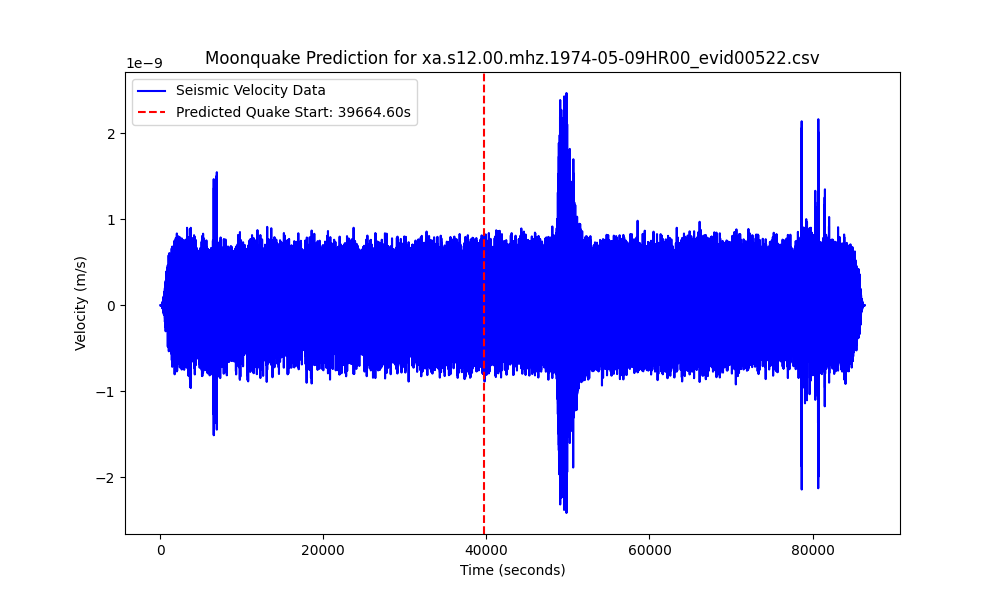 Moonquake Prediction for xa.s12.00.mhz.1974-05-09HR00_evid00522.csv
1e−9
Seismic Velocity Data
Predicted Quake Start: 39664.60s
2
1
0
−1
−2
Velocity (m/s)
0 20000 40000 60000 80000
Time (seconds)